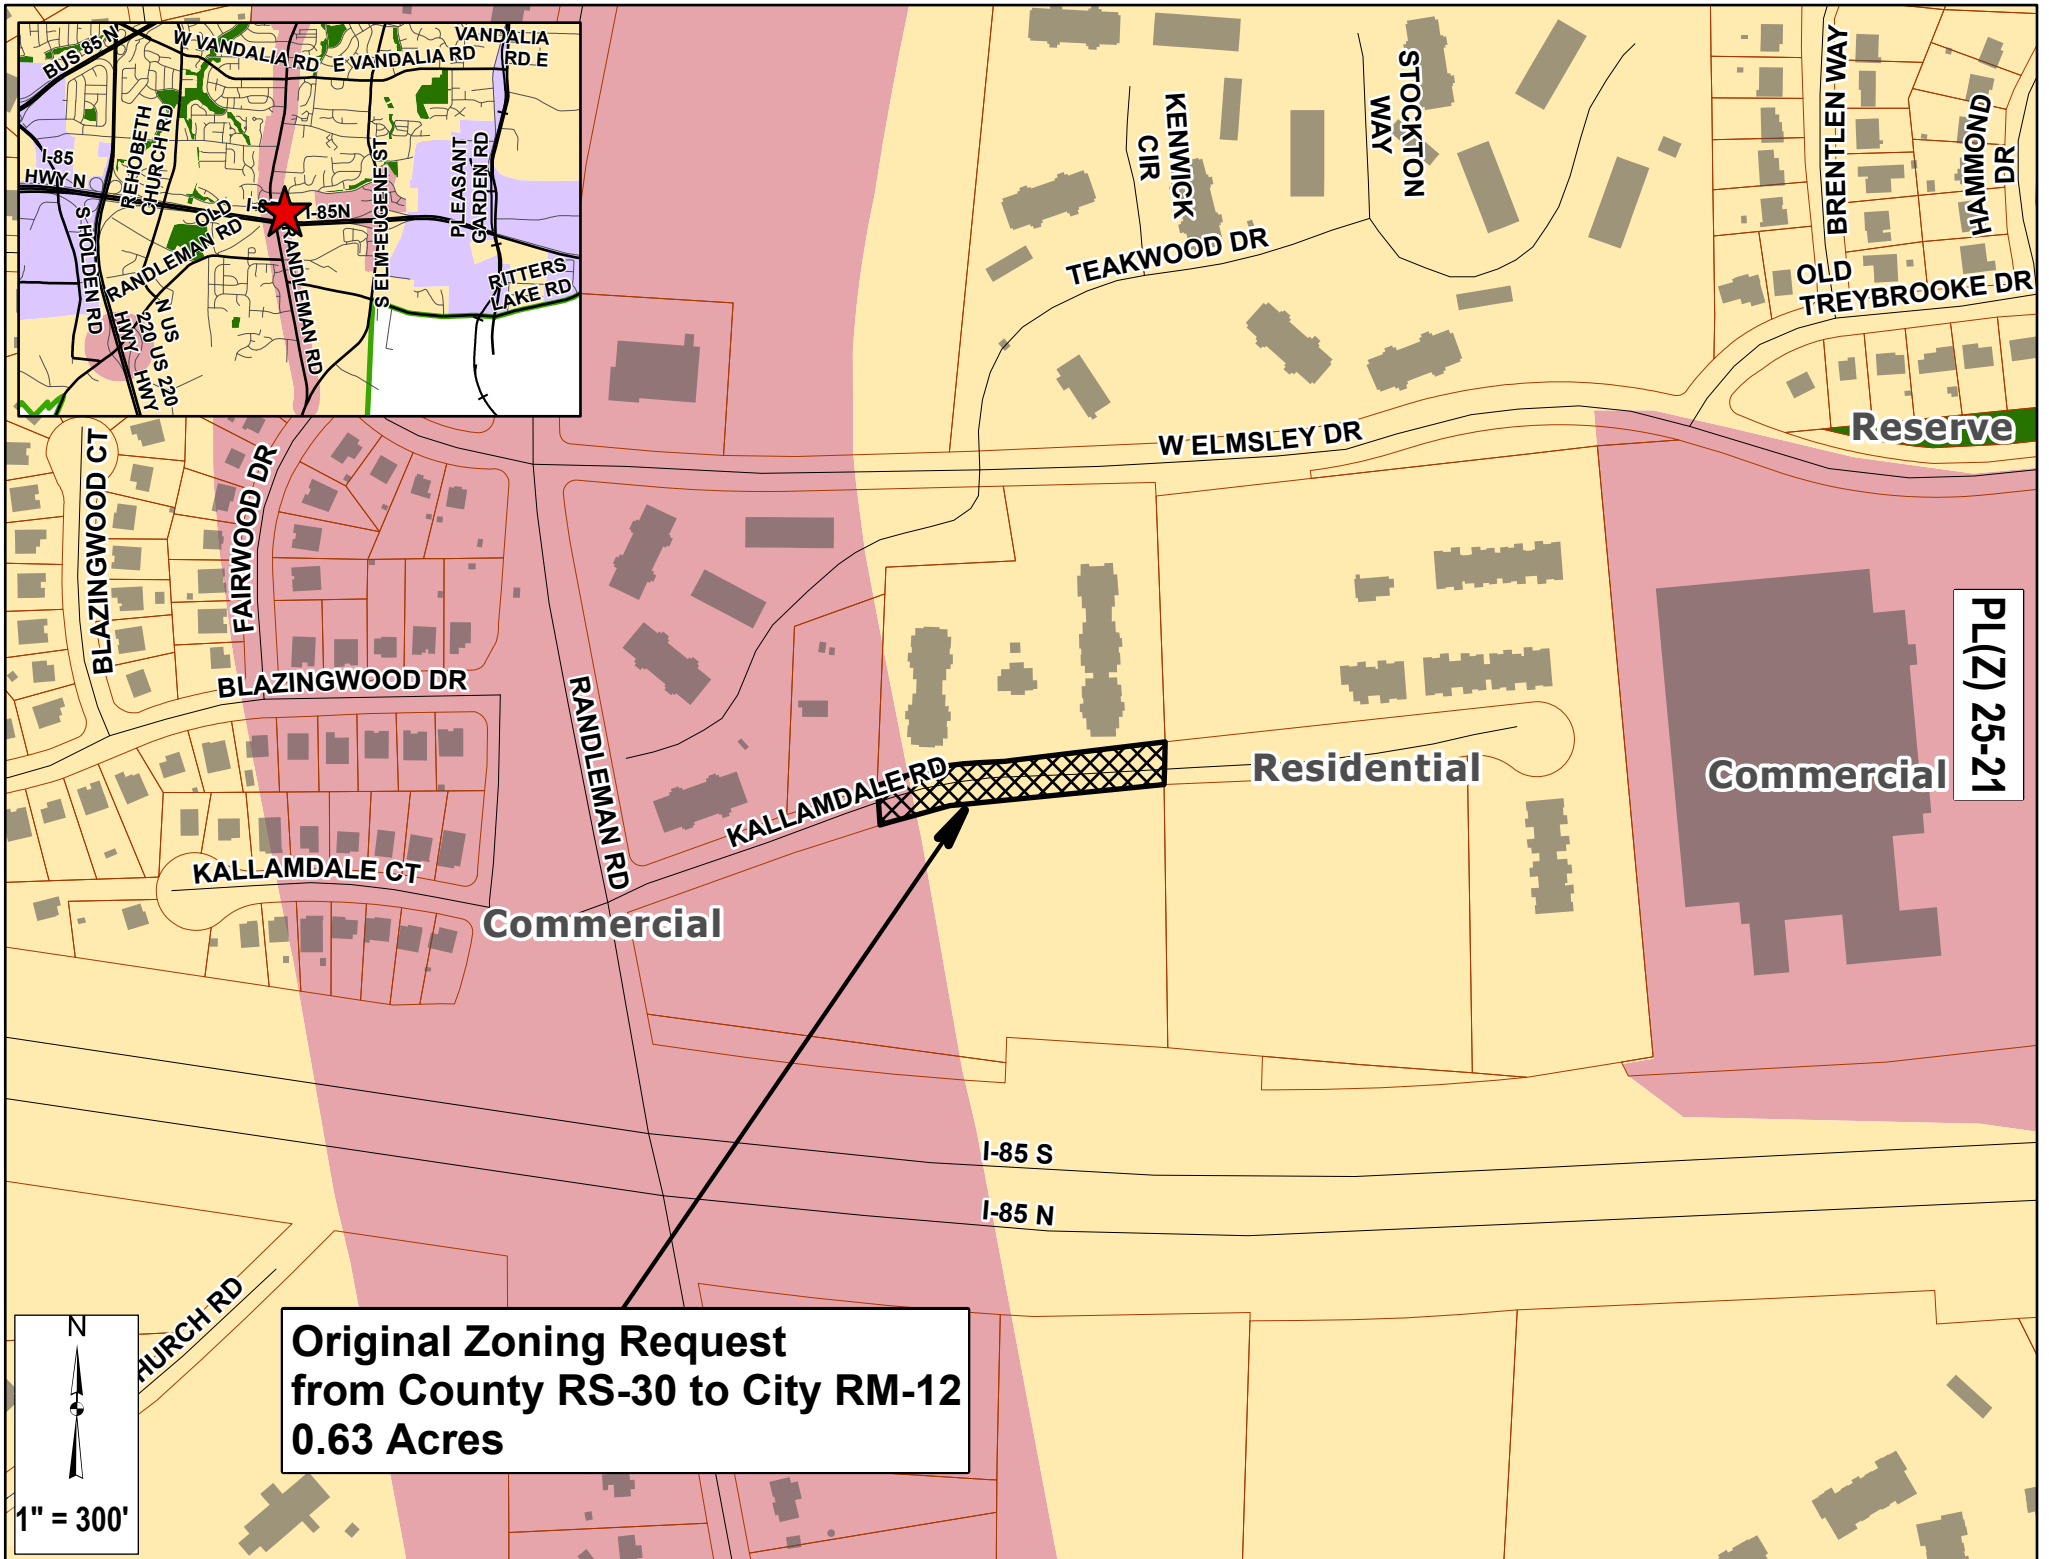 BUS 85 N
W VANDALIA RD
E VANDALIA RD
VANDALIA
RD E
REHOBETH
CHURCH RD
I-85
HWY N
S HOLDEN RD
OLD
RANDLEMAN RD
I-85N
RANDLEMAN RD
S ELM-EUGENE ST
PLEASANT
GARDEN RD
RITTERS
LAKE RD
N US
220 US 220
HWY
HWY
KENWICK
CIR
STOCKTON
WAY
TEAKWOOD DR
BRENTLEN WAY
HAMMOND
DR
OLD
TREYBROOKE DR
Reserve
W ELMSLEY DR
BLAZINGWOOD CT
FAIRWOOD DR
BLAZINGWOOD DR
RANDLEMAN RD
KALLAMDALE RD
Residential
Commercial
PL(Z) 25-21
KALLAMDALE CT
Commercial
I-85 S
I-85 N
HURCH RD
Original Zoning Request
from County RS-30 to City RM-12
0.63 Acres
N
1" = 300'